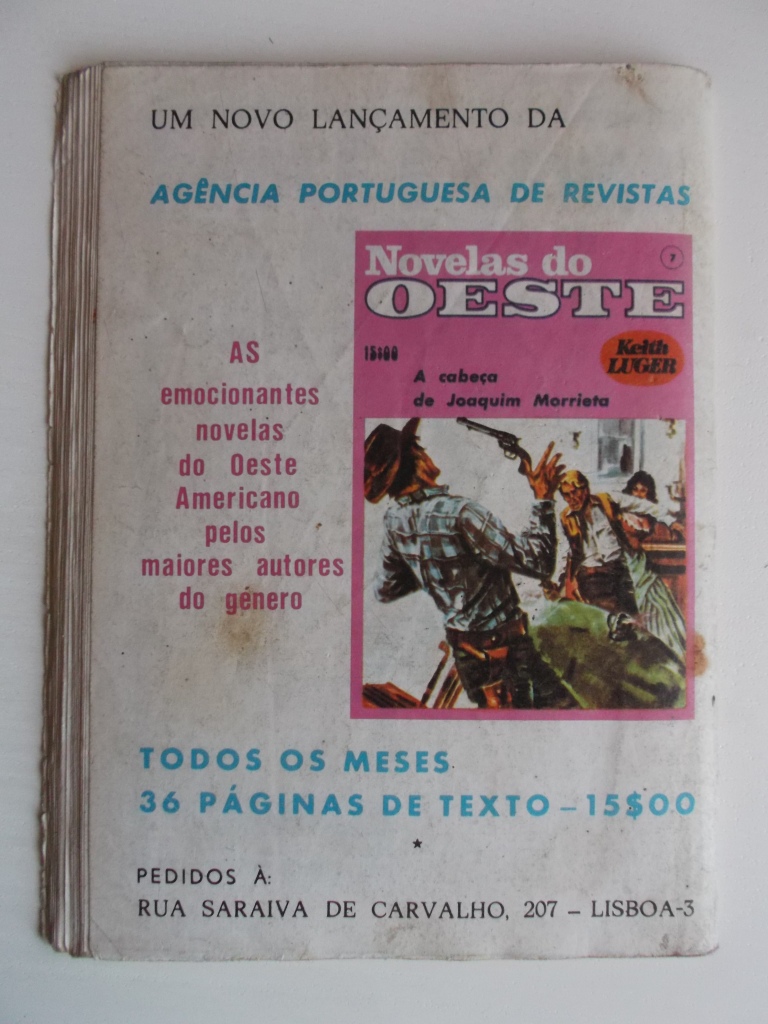 UM NOVO LANÇAMENTO DA
AGÊNCIA PORTUGUESA DE REVISTAS
Novelas do
7
OESTE
15$00
Keith
LUGER
A cabeça
de Joaquim Morrieta
AS
emocionantes
novelas
do Oeste
Americano
pelos
maiores autores
do género
TODOS OS MESES
36 PÁGINAS DE TEXTO – 15$00
*
PEDIDOS À:
RUA SARAIVA DE CARVALHO, 207 – LISBOA-3